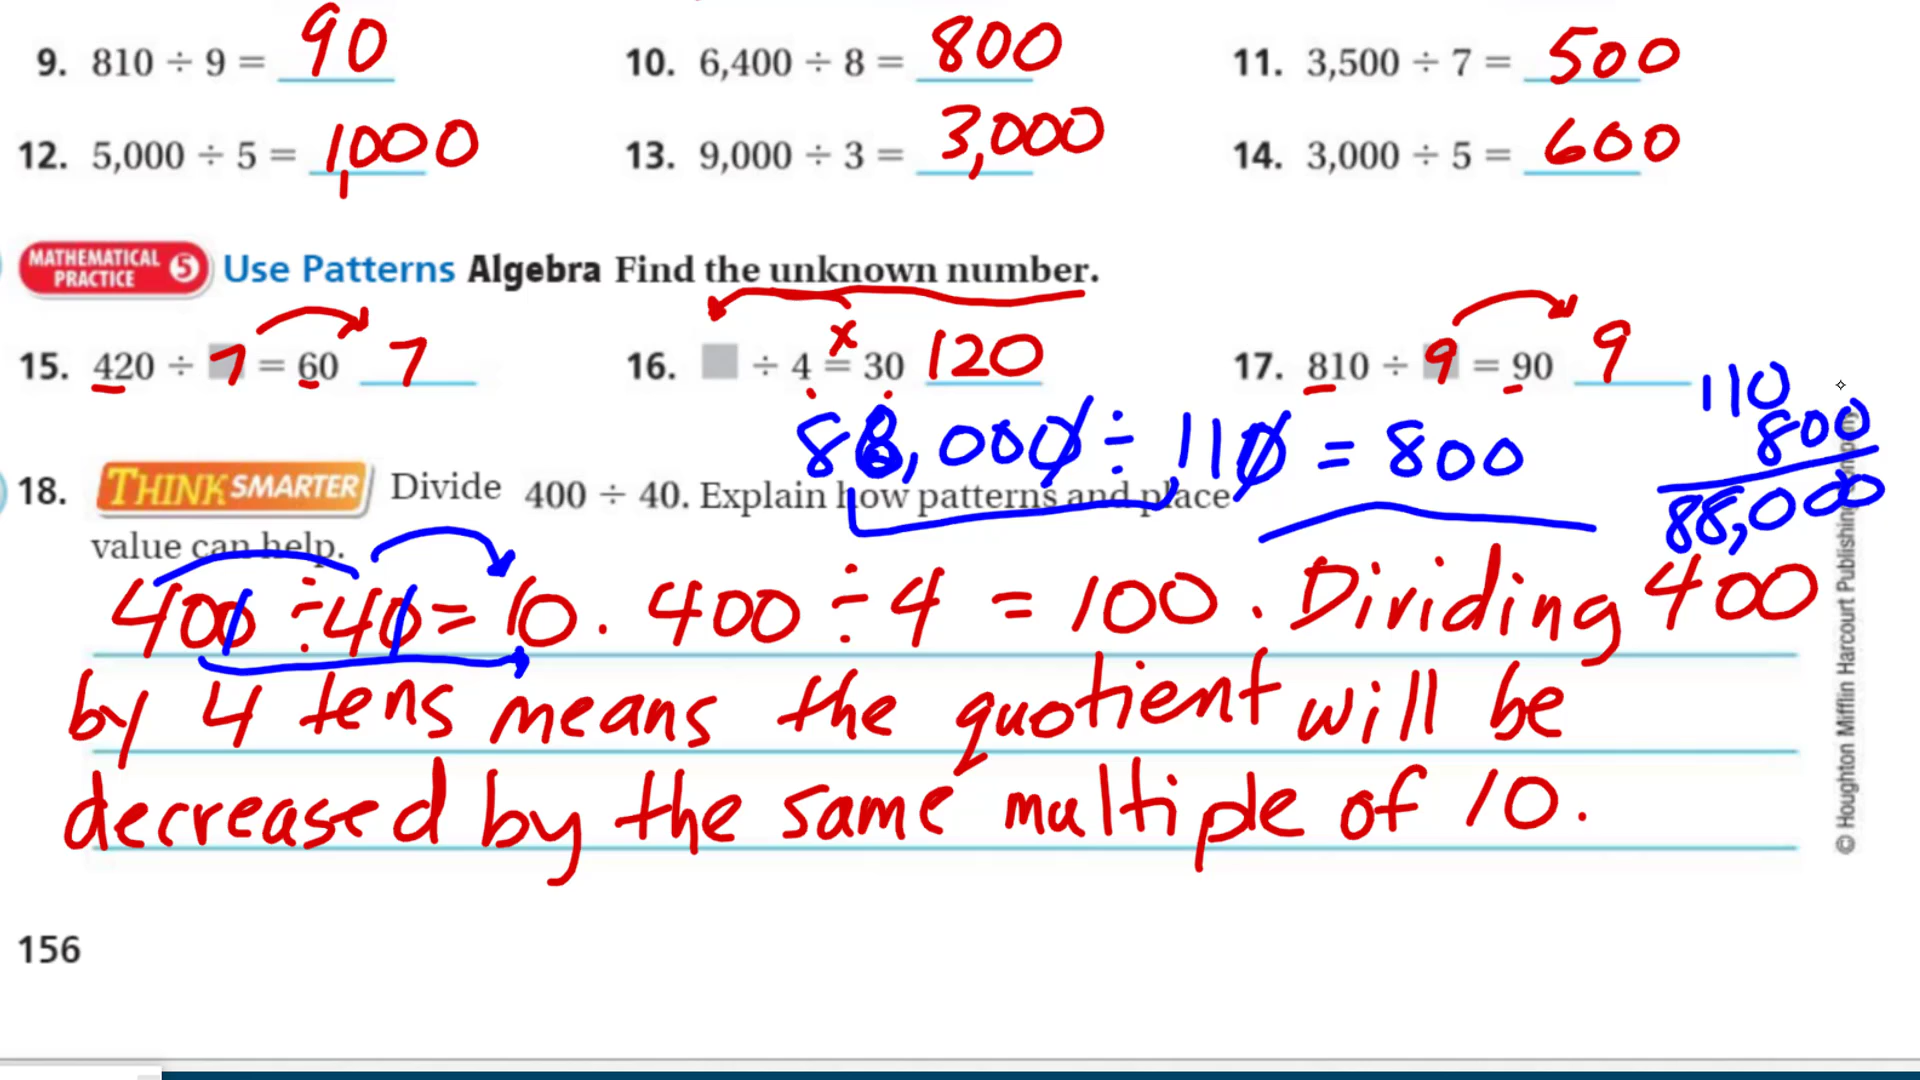 9. 810 ÷ 9 = 90 10. 6,400 ÷ 8 = 800 11. 3,500 ÷ 7 = 500
12. 5,000 ÷ 5 = 1,000 13. 9,000 ÷ 3 = 3,000 14. 3,000 ÷ 5 = 600
MATHEMATICAL PRACTICE 5 Use Patterns Algebra Find the unknown number.
15. 420 ÷ 7 = 60 7 16. ÷ 4 = 30 120 17. 810 ÷ 9 = 90 9
x
88,000 ÷ 110 = 800
110
800
88,000
18. THINK SMARTER Divide 400 ÷ 40. Explain how patterns and place
value can help.
400 ÷ 40 = 10. 400 ÷ 4 = 100. Dividing 400
by 4 tens means the quotient will be
decreased by the same multiple of 10.
156
© Houghton Mifflin Harcourt Publishing Company